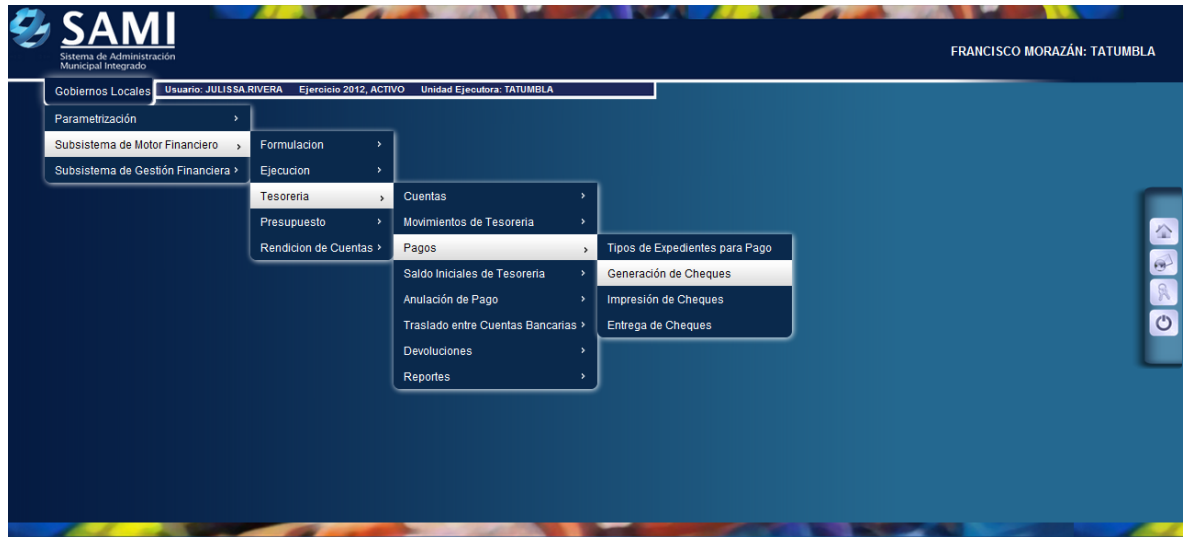 SAMI
Sistema de Administración
Municipal Integrado
FRANCISCO MORAZÁN: TATUMBLA
Gobiernos Locales
Usuario: JULISSA.RIVERA Ejercicio 2012, ACTIVO Unidad Ejecutora: TATUMBLA
Parametrización
Subsistema de Motor Financiero
Subsistema de Gestión Financiera
Formulacion
Ejecucion
Tesoreria
Presupuesto
Rendicion de Cuentas
Cuentas
Movimientos de Tesoreria
Pagos
Saldo Iniciales de Tesoreria
Anulación de Pago
Traslado entre Cuentas Bancarias
Devoluciones
Reportes
Tipos de Expedientes para Pago
Generación de Cheques
Impresión de Cheques
Entrega de Cheques